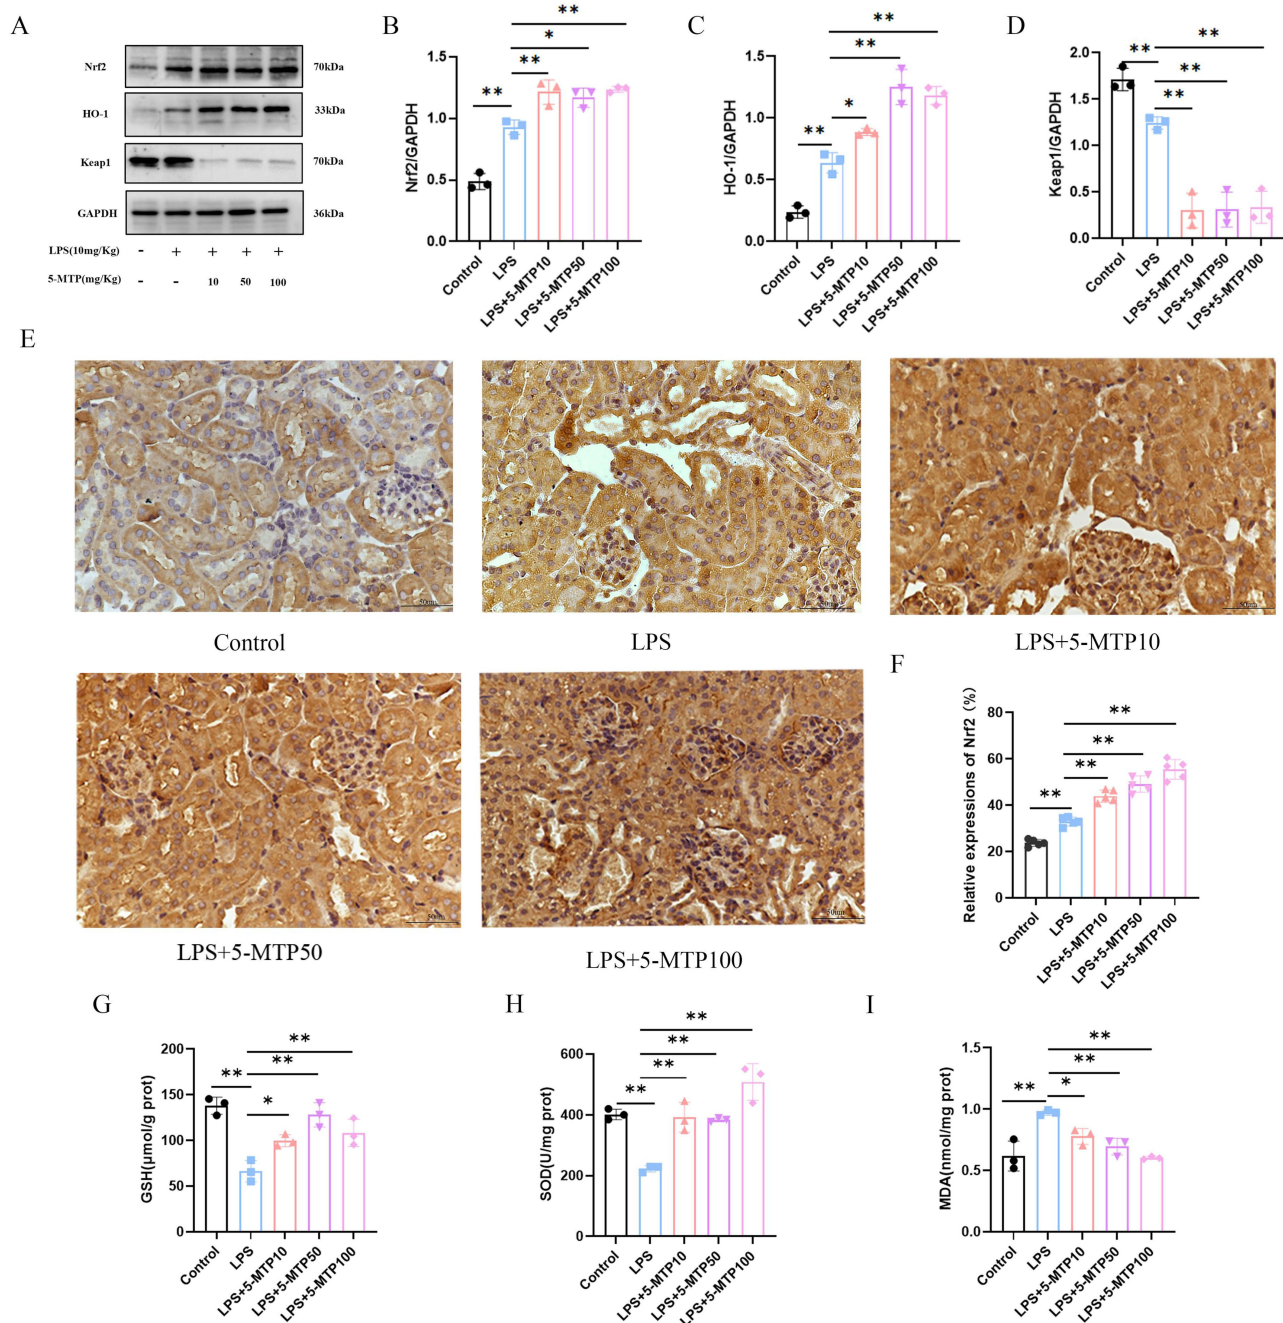 A
Nrf2
70kDa
HO-1
33kDa
Keap1
70kDa
GAPDH
36kDa
LPS(10mg/Kg)
-
+
+
+
+
5-MTP(mg/Kg)
-
-
10
50
100
B
**
*
**
**
Nrf2/GAPDH
1.5
1.0
0.5
0.0
Control
LPS
LPS+5-MTP10
LPS+5-MTP50
LPS+5-MTP100
C
**
**
*
**
HO-1/GAPDH
1.5
1.0
0.5
0.0
Control
LPS
LPS+5-MTP10
LPS+5-MTP50
LPS+5-MTP100
D
**
**
**
**
Keap1/GAPDH
2.0
1.5
1.0
0.5
0.0
Control
LPS
LPS+5-MTP10
LPS+5-MTP50
LPS+5-MTP100
E
50um
50um
50um
Control
LPS
LPS+5-MTP10
50um
50um
LPS+5-MTP50
LPS+5-MTP100
F
**
**
**
**
Relative expressions of Nrf2 (%)
80
60
40
20
0
Control
LPS
LPS+5-MTP10
LPS+5-MTP50
LPS+5-MTP100
G
**
**
**
*
GSH(μmol/g prot)
200
150
100
50
0
Control
LPS
LPS+5-MTP10
LPS+5-MTP50
LPS+5-MTP100
H
**
**
**
**
SOD(U/mg prot)
600
400
200
0
Control
LPS
LPS+5-MTP10
LPS+5-MTP50
LPS+5-MTP100
I
**
**
**
*
MDA(nmol/mg prot)
1.5
1.0
0.5
0.0
Control
LPS
LPS+5-MTP10
LPS+5-MTP50
LPS+5-MTP100